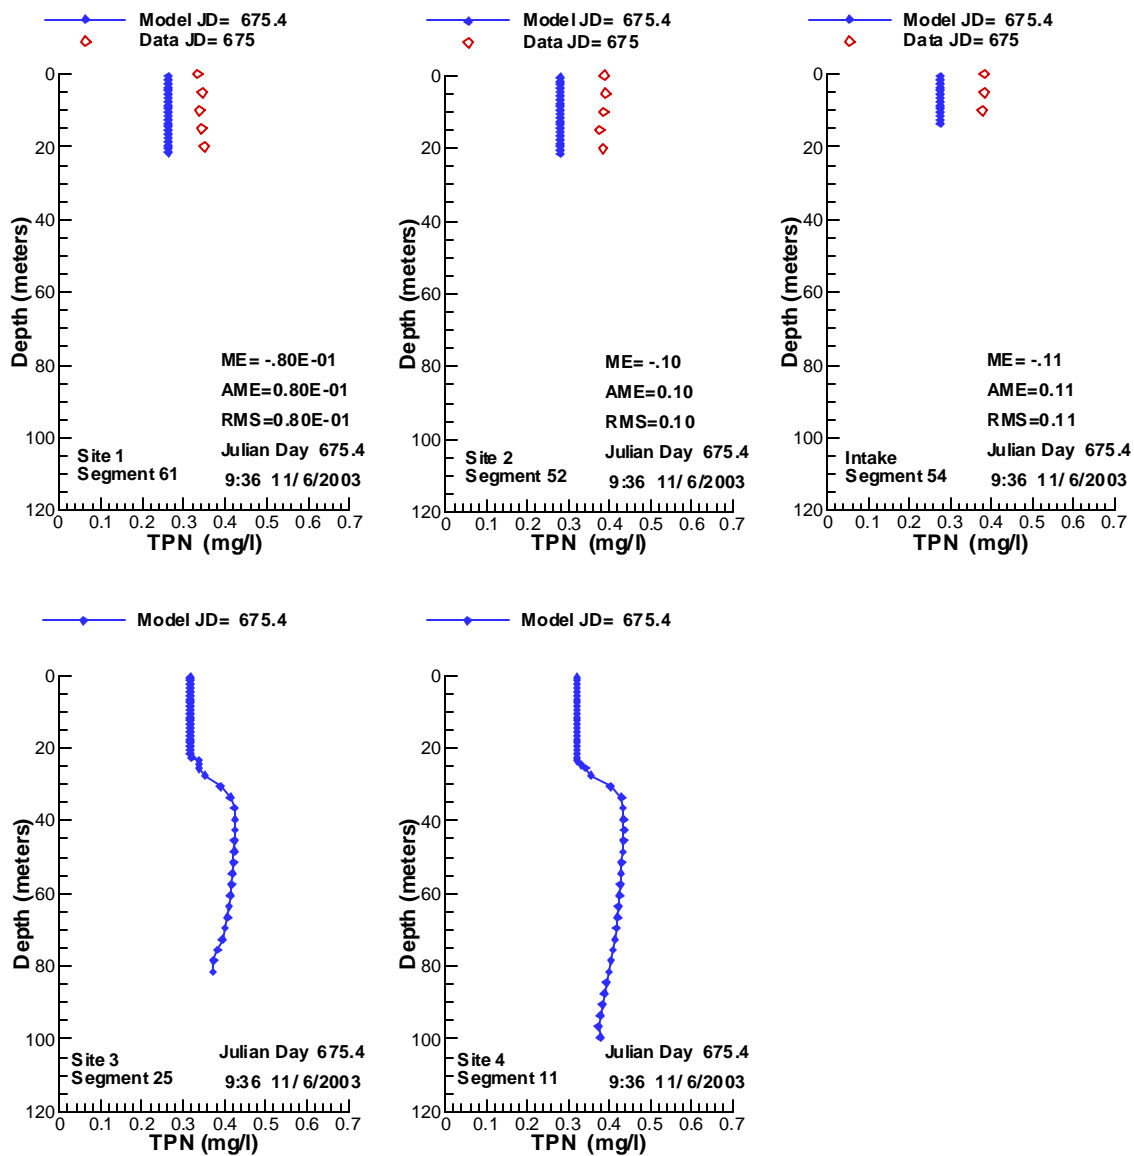 Model JD= 675.4
Data JD= 675
0
20
40
60
80
100
120
Depth (meters)
ME= -.80E-01
AME=0.80E-01
RMS=0.80E-01
Julian Day 675.4
9:36 11/ 6/2003
Site 1
Segment 61
0 0.1 0.2 0.3 0.4 0.5 0.6 0.7
TPN (mg/l)
Model JD= 675.4
Data JD= 675
0
20
40
60
80
100
120
Depth (meters)
ME= -.10
AME=0.10
RMS=0.10
Julian Day 675.4
9:36 11/ 6/2003
Site 2
Segment 52
0 0.1 0.2 0.3 0.4 0.5 0.6 0.7
TPN (mg/l)
Model JD= 675.4
Data JD= 675
0
20
40
60
80
100
120
Depth (meters)
ME= -.11
AME=0.11
RMS=0.11
Julian Day 675.4
9:36 11/ 6/2003
Intake
Segment 54
0 0.1 0.2 0.3 0.4 0.5 0.6 0.7
TPN (mg/l)
Model JD= 675.4
0
20
40
60
80
100
120
Depth (meters)
Julian Day 675.4
9:36 11/ 6/2003
Site 3
Segment 25
0 0.1 0.2 0.3 0.4 0.5 0.6 0.7
TPN (mg/l)
Model JD= 675.4
0
20
40
60
80
100
120
Depth (meters)
Julian Day 675.4
9:36 11/ 6/2003
Site 4
Segment 11
0 0.1 0.2 0.3 0.4 0.5 0.6 0.7
TPN (mg/l)